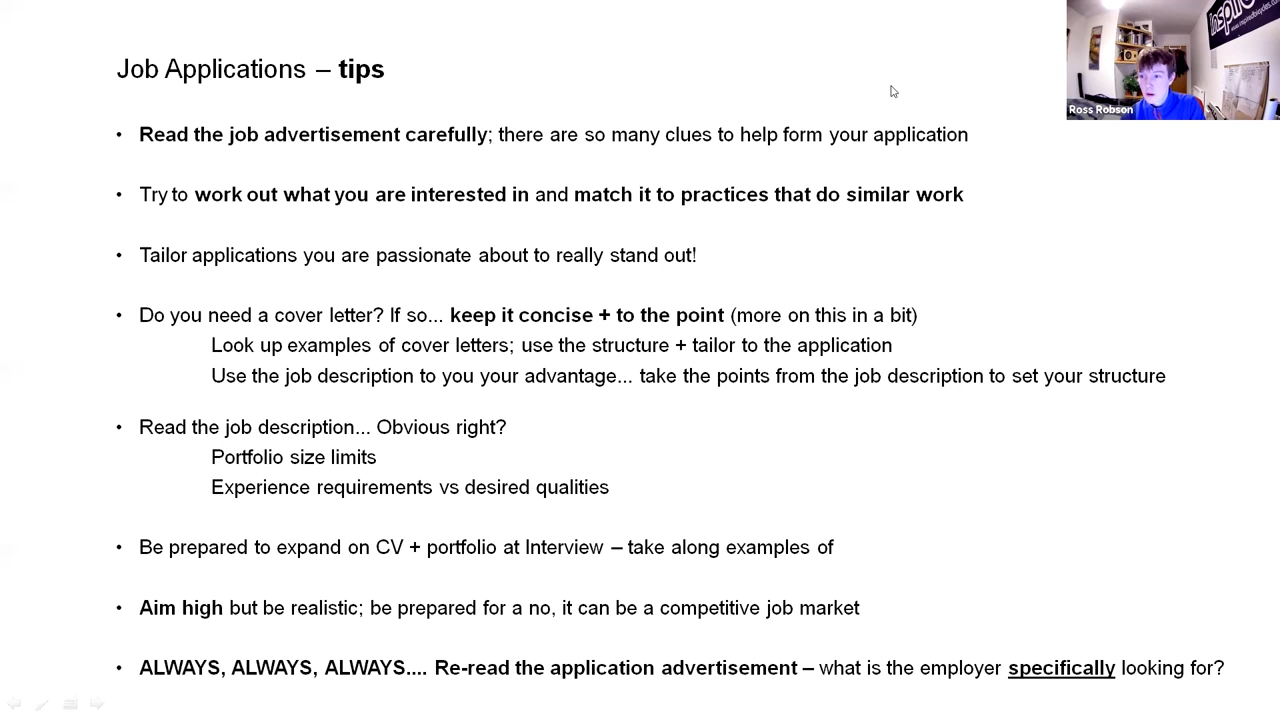 Job Applications – tips
• Read the job advertisement carefully; there are so many clues to help form your application
• Try to work out what you are interested in and match it to practices that do similar work
• Tailor applications you are passionate about to really stand out!
• Do you need a cover letter? If so... keep it concise + to the point (more on this in a bit)
Look up examples of cover letters; use the structure + tailor to the application
Use the job description to you your advantage... take the points from the job description to set your structure
• Read the job description... Obvious right?
Portfolio size limits
Experience requirements vs desired qualities
• Be prepared to expand on CV + portfolio at Interview – take along examples of
• Aim high but be realistic; be prepared for a no, it can be a competitive job market
• ALWAYS, ALWAYS, ALWAYS.... Re-read the application advertisement – what is the employer specifically looking for?
Ross Robson